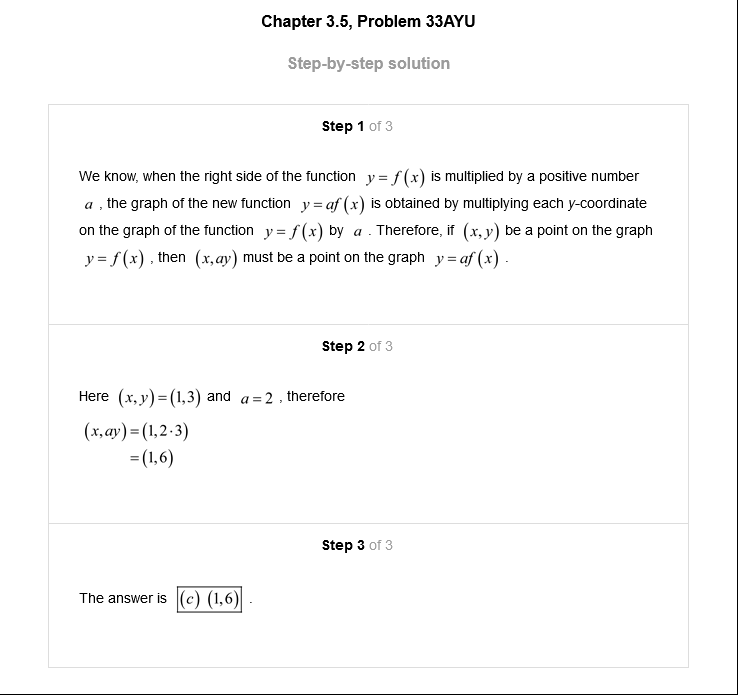 Chapter 3.5, Problem 33AYU
Step-by-step solution
Step 1 of 3
We know, when the right side of the function y = f(x) is multiplied by a positive number
a , the graph of the new function y = af(x) is obtained by multiplying each y-coordinate
on the graph of the function y = f(x) by a . Therefore, if (x,y) be a point on the graph
y = f(x) , then (x,ay) must be a point on the graph y = af(x) .
Step 2 of 3
Here (x,y)=(1,3) and a = 2 , therefore
(x,ay)=(1,2·3)
=(1,6)
Step 3 of 3
The answer is (c) (1,6) .